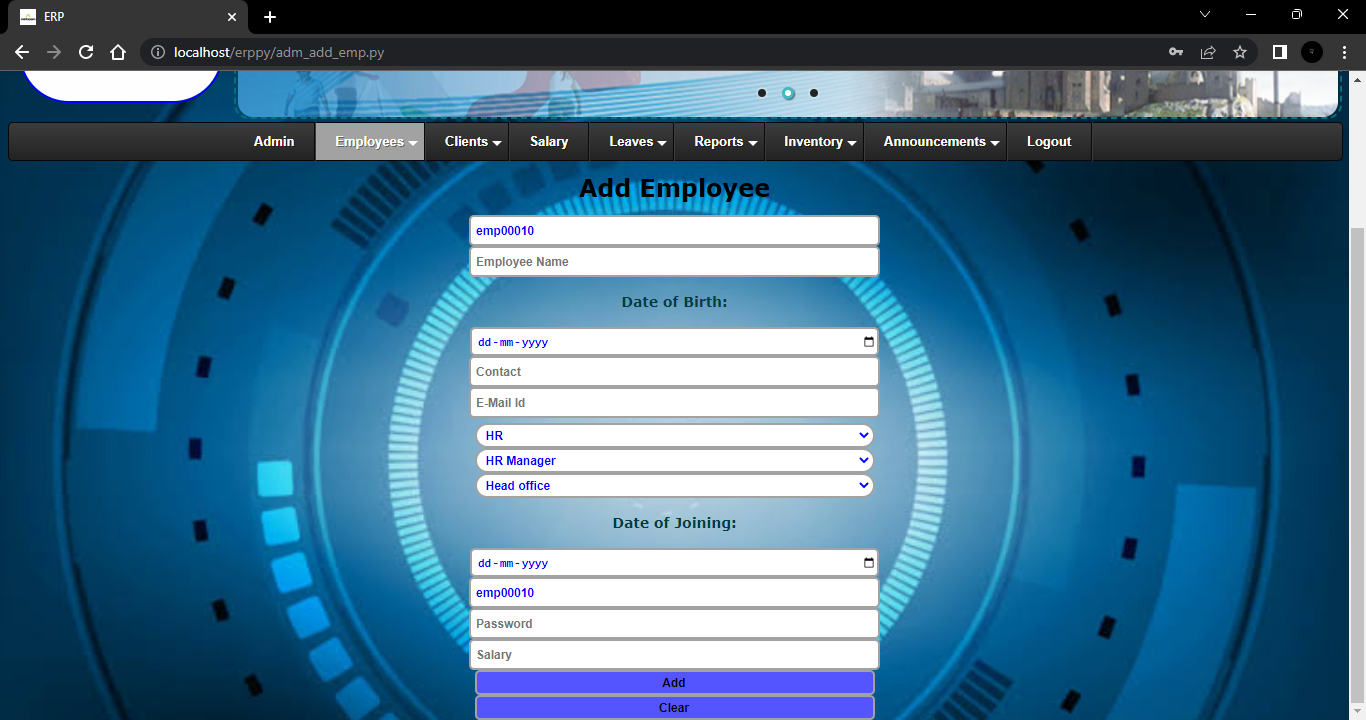 ERP
localhost/erppy/adm_add_emp.py
Admin Employees Clients Salary Leaves Reports Inventory Announcements Logout
Add Employee
emp00010
Employee Name
Date of Birth:
dd-mm-yyyy
Contact
E-Mail Id
HR
HR Manager
Head office
Date of Joining:
dd-mm-yyyy
emp00010
Password
Salary
Add
Clear